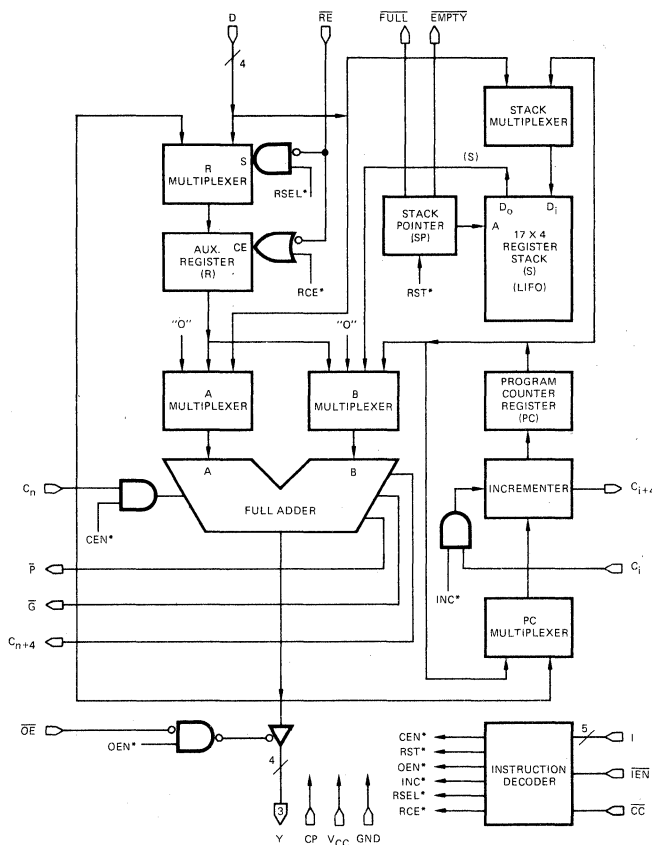 D
RE
FULL
EMPTY
4
STACK
MULTIPLEXER
R
MULTIPLEXER
S
RSEL*
(S)
Do
Di
A
17 X 4
REGISTER
STACK
(S)
(LIFO)
STACK
POINTER
(SP)
RST*
AUX.
REGISTER
(R)
CE
RCE*
"O"
"O"
A
MULTIPLEXER
B
MULTIPLEXER
PROGRAM
COUNTER
REGISTER
(PC)
A
B
FULL ADDER
Cn
CEN*
INCREMENTER
Ci+4
P
G
Cn+4
INC*
Ci
PC
MULTIPLEXER
OE
OEN*
4
3
Y
CP
VCC
GND
CEN*
RST*
OEN*
INC*
RSEL*
RCE*
INSTRUCTION
DECODER
5
I
IEN
CC